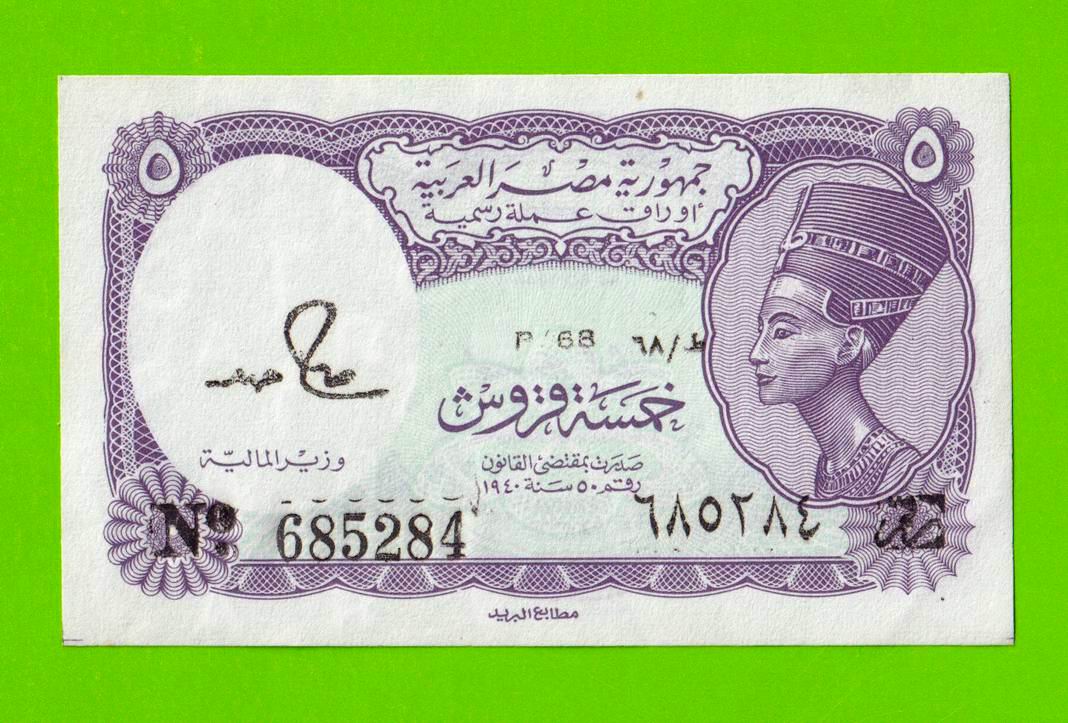 ٥ ٥
جمهورية مصر العربية
أوراق عملة رسمية
P/68 ط/٦٨
خمسة قروش
صدرت بمقتضى القانون
رقم ٥٠ سنة ١٩٤٠
وزير المالية
Nº 685284 ٦٨٥٢٨٤
مطابع البريد